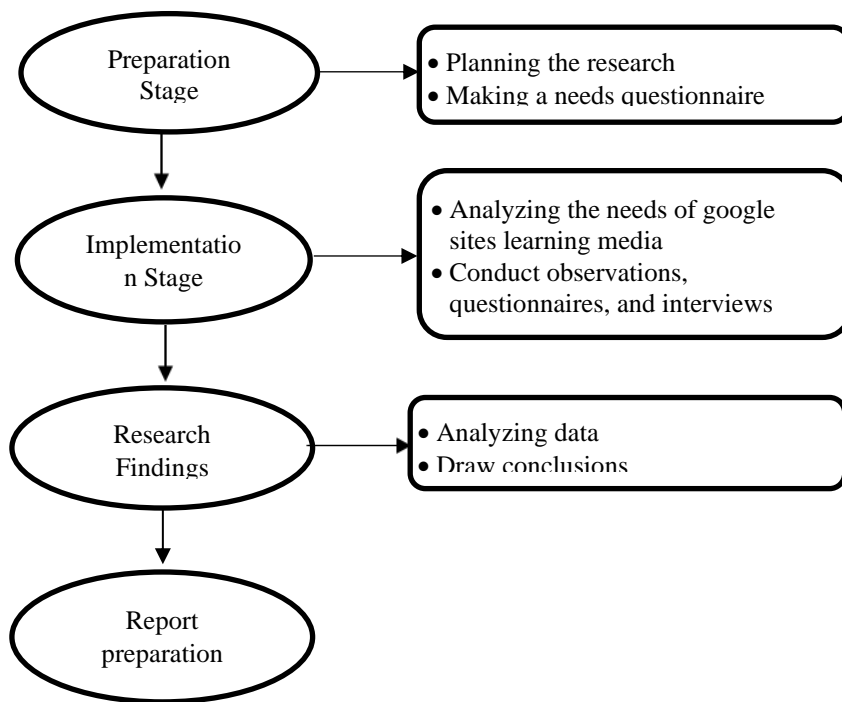 Preparation
Stage
• Planning the research
• Making a needs questionnaire
Implementatio
n Stage
• Analyzing the needs of google
sites learning media
• Conduct observations,
questionnaires, and interviews
Research
Findings
• Analyzing data
• Draw conclusions
Report
preparation